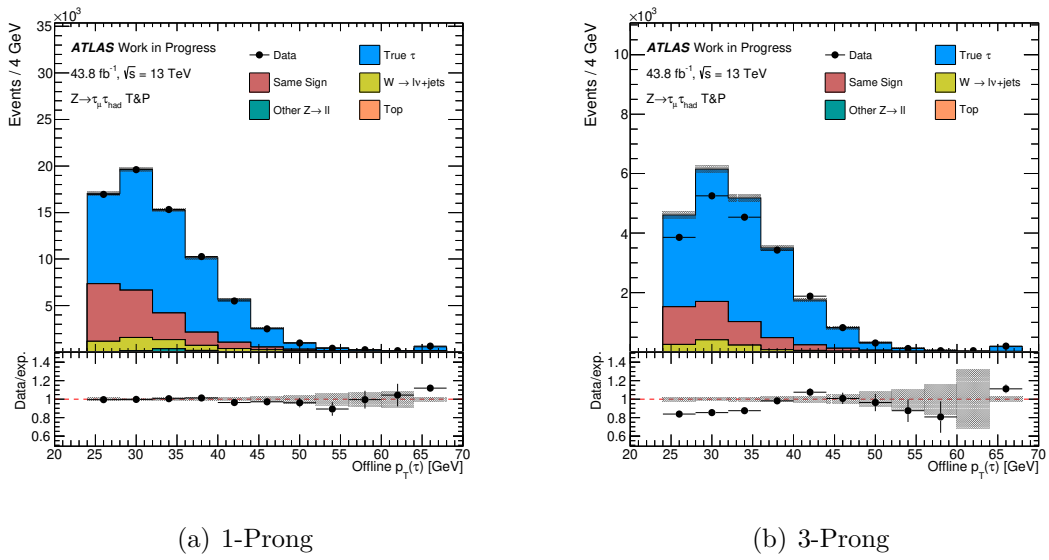 ×10³
Events / 4 GeV
35
30
25
20
15
10
5
ATLAS Work in Progress
43.8 fb⁻¹, √s = 13 TeV
Z→τμτhad T&P
Data
True τ
Same Sign
W → lν+jets
Other Z→ ll
Top
Data/exp.
1.4
1.2
1
0.8
0.6
20 25 30 35 40 45 50 55 60 65 70
Offline pT(τ) [GeV]
(a) 1-Prong
×10³
Events / 4 GeV
10
8
6
4
2
ATLAS Work in Progress
43.8 fb⁻¹, √s = 13 TeV
Z→τμτhad T&P
Data
True τ
Same Sign
W → lν+jets
Other Z→ ll
Top
Data/exp.
1.4
1.2
1
0.8
0.6
20 25 30 35 40 45 50 55 60 65 70
Offline pT(τ) [GeV]
(b) 3-Prong